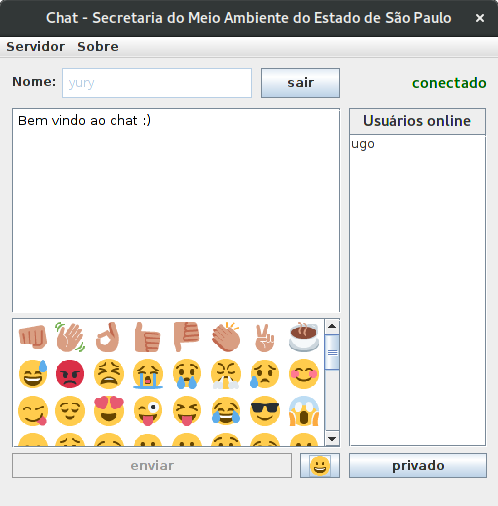 Chat - Secretaria do Meio Ambiente do Estado de São Paulo
×
Servidor Sobre
Nome: yury sair conectado
Bem vindo ao chat :)
Usuários online
ugo
enviar privado